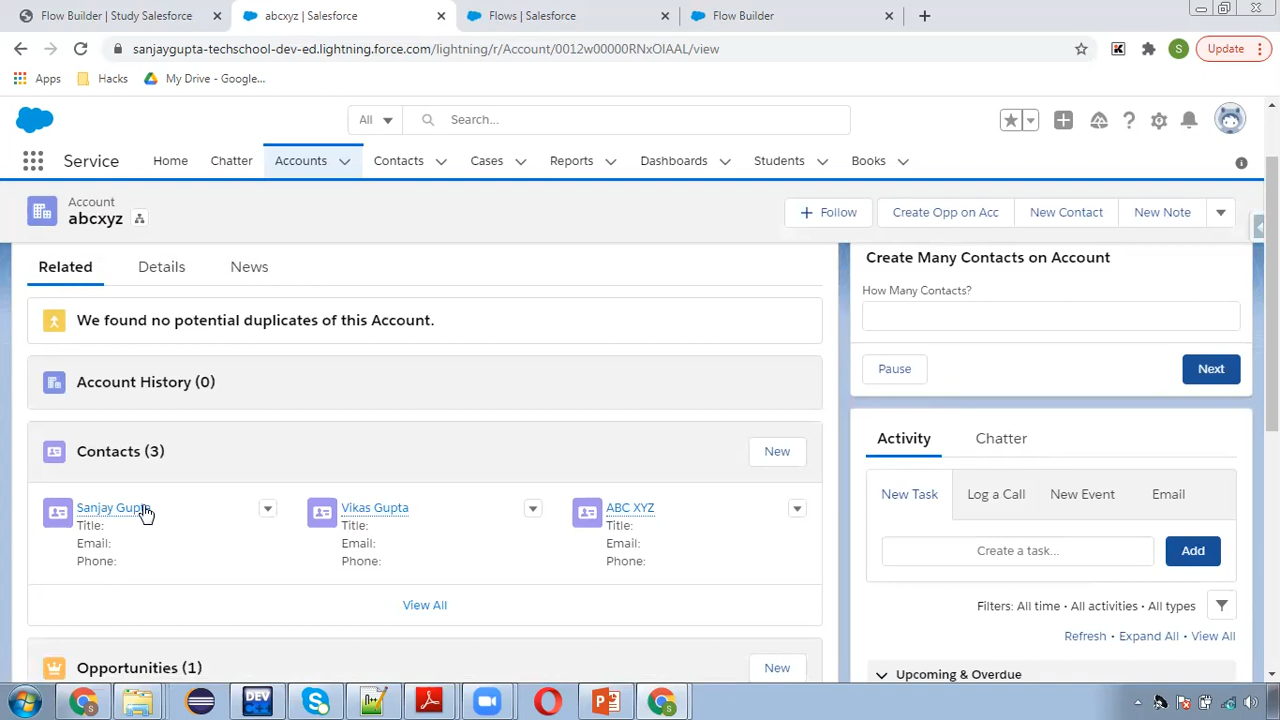 Flow Builder | Study Salesforce
abcxyz | Salesforce
Flows | Salesforce
Flow Builder
sanjaygupta-techschool-dev-ed.lightning.force.com/lightning/r/Account/0012w00000RNxOIAAL/view
S
Update
Apps
Hacks
My Drive - Google...
All
Search...
Service
Home
Chatter
Accounts
Contacts
Cases
Reports
Dashboards
Students
Books
Account
abcxyz
Follow
Create Opp on Acc
New Contact
New Note
Related
Details
News
We found no potential duplicates of this Account.
Account History (0)
Contacts (3)
New
Sanjay Gupta
Title:
Email:
Phone:
Vikas Gupta
Title:
Email:
Phone:
ABC XYZ
Title:
Email:
Phone:
View All
Opportunities (1)
New
Create Many Contacts on Account
How Many Contacts?
Pause
Next
Activity
Chatter
New Task
Log a Call
New Event
Email
Create a task...
Add
Filters: All time • All activities • All types
Refresh • Expand All • View All
Upcoming & Overdue
DEV